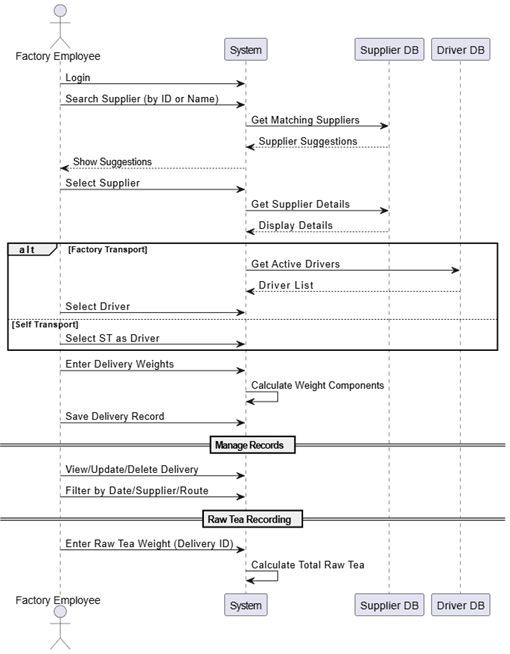 Factory Employee
System
Supplier DB
Driver DB
Login
Search Supplier (by ID or Name)
Get Matching Suppliers
Supplier Suggestions
Show Suggestions
Select Supplier
Get Supplier Details
Display Details
alt
[Factory Transport]
Get Active Drivers
Driver List
Select Driver
[Self Transport]
Select ST as Driver
Enter Delivery Weights
Calculate Weight Components
Save Delivery Record
Manage Records
View/Update/Delete Delivery
Filter by Date/Supplier/Route
Raw Tea Recording
Enter Raw Tea Weight (Delivery ID)
Calculate Total Raw Tea
Factory Employee
System
Supplier DB
Driver DB